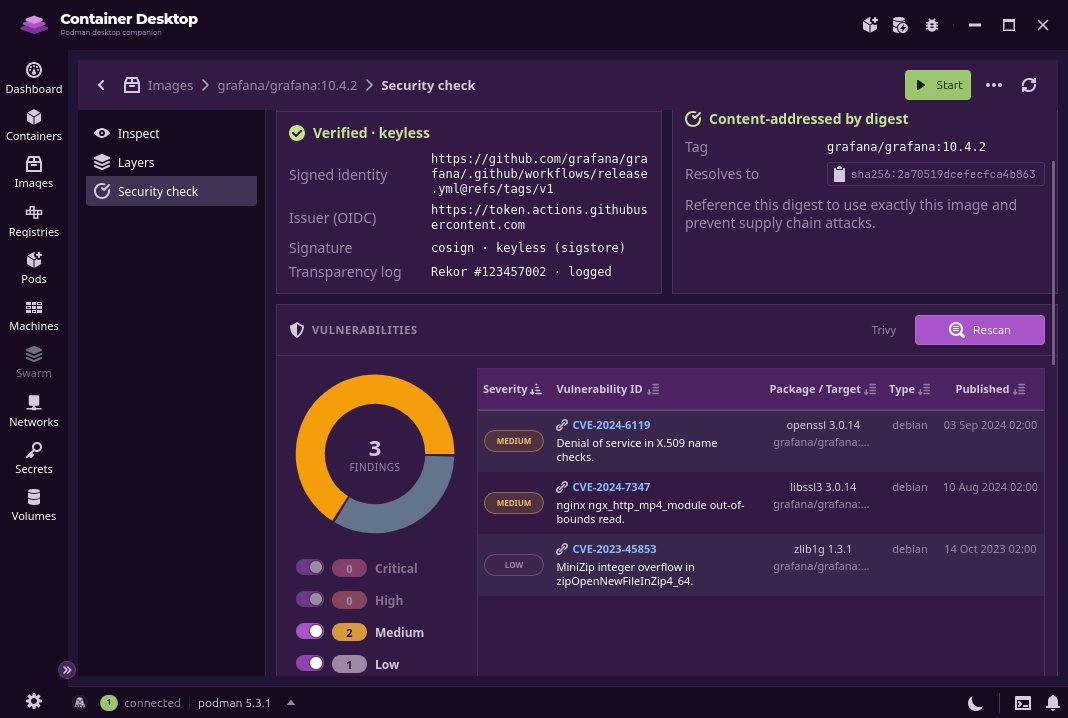 Container Desktop
Podman desktop companion
Dashboard
Containers
Images
Registries
Pods
Machines
Swarm
Networks
Secrets
Volumes
Images
grafana/grafana:10.4.2
Security check
Start
Inspect
Layers
Security check
Verified · keyless
Signed identity
https://github.com/grafana/gra
fana/.github/workflows/release
.yml@refs/tags/v1
Issuer (OIDC)
https://token.actions.githubus
ercontent.com
Signature
cosign · keyless (sigstore)
Transparency log
Rekor #123457002 · logged
Content-addressed by digest
Tag
grafana/grafana:10.4.2
Resolves to
sha256:2a70519dcefecfca4b863
Reference this digest to use exactly this image and
prevent supply chain attacks.
VULNERABILITIES
Trivy
Rescan
3
FINDINGS
0 Critical
0 High
2 Medium
1 Low
Severity Vulnerability ID Package / Target Type Published
MEDIUM
CVE-2024-6119
Denial of service in X.509 name
checks.
openssl 3.0.14
grafana/grafana:...
debian
03 Sep 2024 02:00
MEDIUM
CVE-2024-7347
nginx ngx_http_mp4_module out-of-
bounds read.
libssl3 3.0.14
grafana/grafana:...
debian
10 Aug 2024 02:00
LOW
CVE-2023-45853
MiniZip integer overflow in
zipOpenNewFileInZip4_64.
zlib1g 1.3.1
grafana/grafana:...
debian
14 Oct 2023 02:00
1 connected
podman 5.3.1